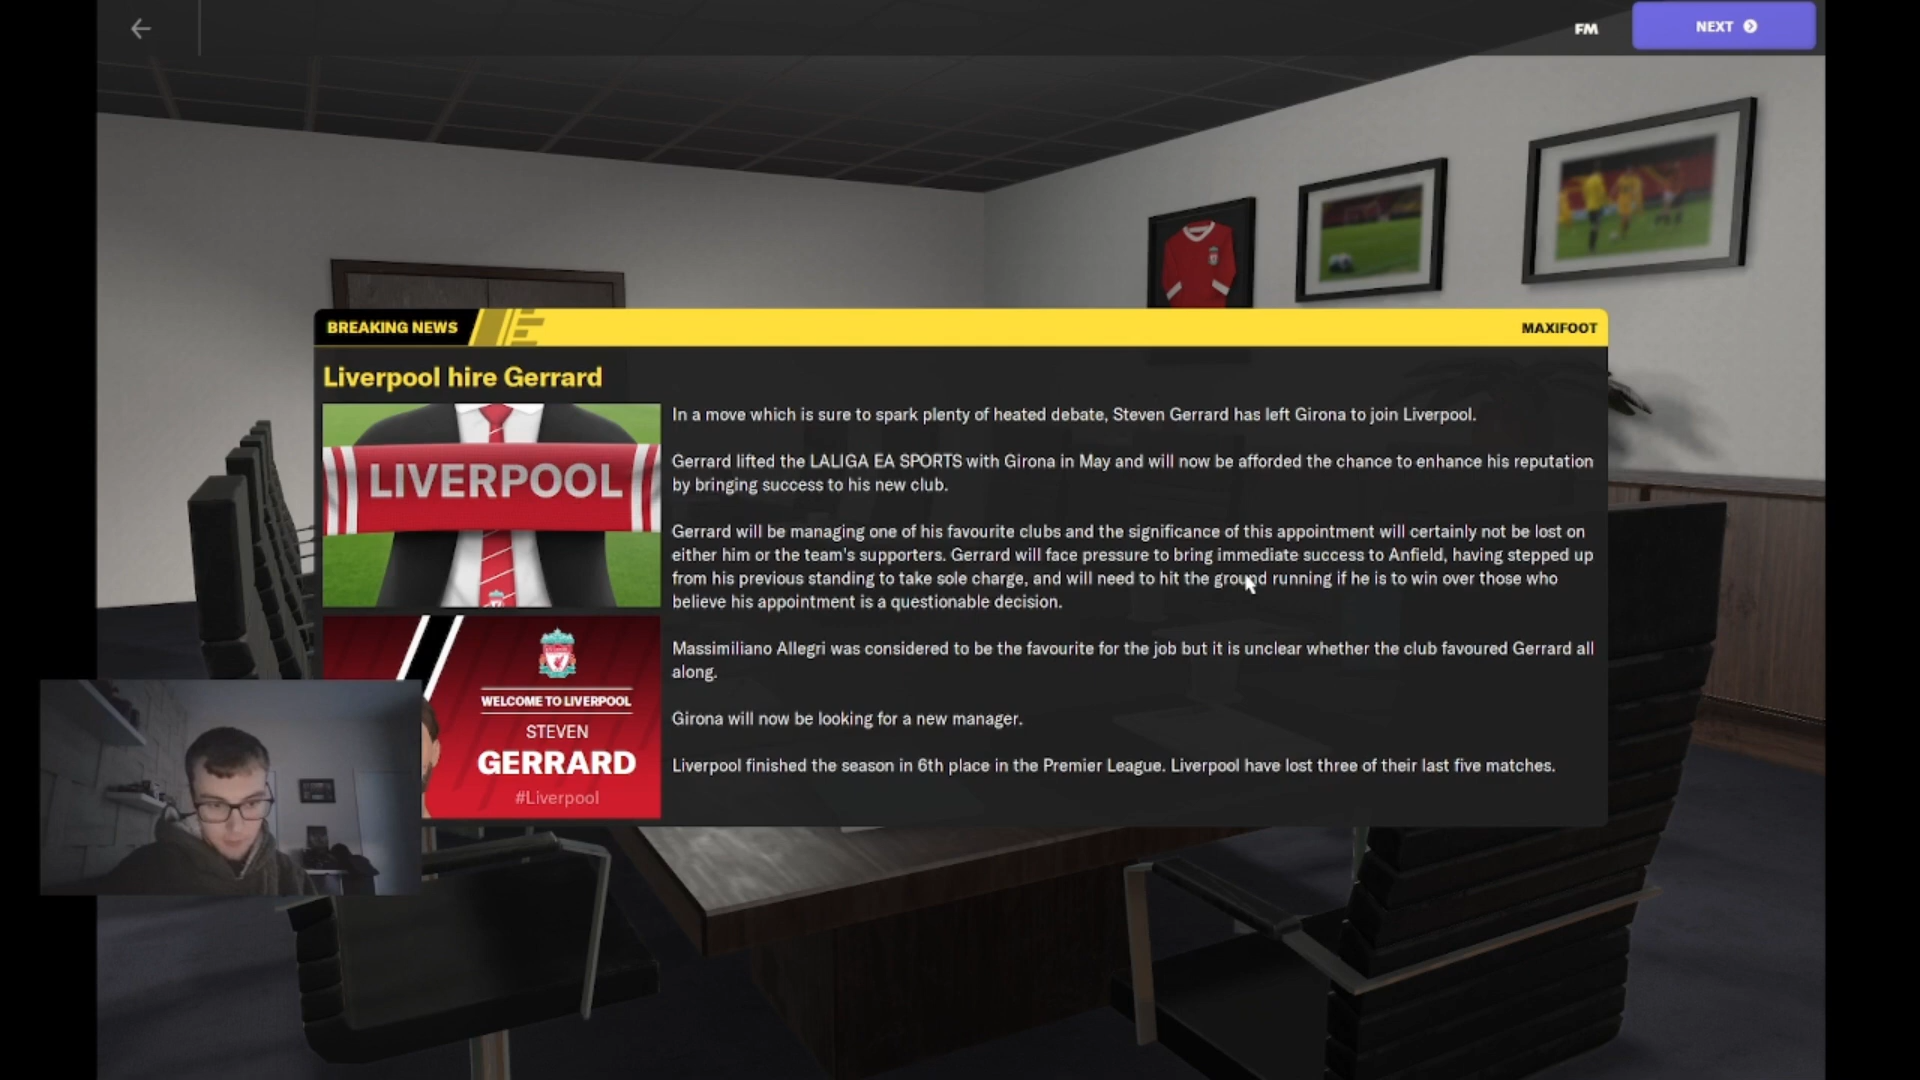 FM
NEXT
BREAKING NEWS
MAXIFOOT
Liverpool hire Gerrard
LIVERPOOL
WELCOME TO LIVERPOOL
STEVEN
GERRARD
#Liverpool
In a move which is sure to spark plenty of heated debate, Steven Gerrard has left Girona to join Liverpool.
Gerrard lifted the LALIGA EA SPORTS with Girona in May and will now be afforded the chance to enhance his reputation
by bringing success to his new club.
Gerrard will be managing one of his favourite clubs and the significance of this appointment will certainly not be lost on
either him or the team's supporters. Gerrard will face pressure to bring immediate success to Anfield, having stepped up
from his previous standing to take sole charge, and will need to hit the ground running if he is to win over those who
believe his appointment is a questionable decision.
Massimiliano Allegri was considered to be the favourite for the job but it is unclear whether the club favoured Gerrard all
along.
Girona will now be looking for a new manager.
Liverpool finished the season in 6th place in the Premier League. Liverpool have lost three of their last five matches.